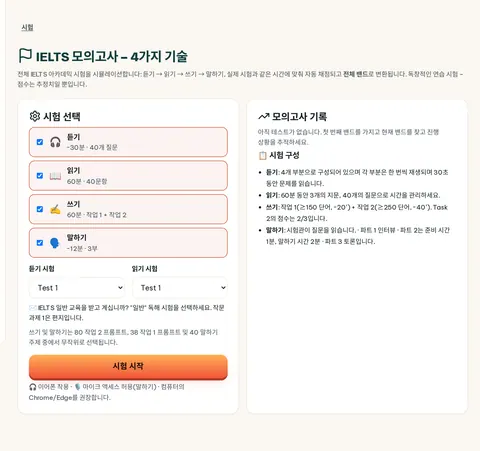 시험
IELTS 모의고사 – 4가지 기술
전체 IELTS 아카데믹 시험을 시뮬레이션합니다: 듣기 → 읽기 → 쓰기 → 말하기, 실제 시험과 같은 시간에 맞춰 자동 채점되고 전체 밴드로 변환됩니다. 독창적인 연습 시험 –
점수는 추정치일 뿐입니다.
시험 선택
듣기
~30분 · 40개 질문
읽기
60분 · 40문항
쓰기
60분 · 작업 1 + 작업 2
말하기
~12분 · 3부
듣기 시험
읽기 시험
Test 1
Test 1
IELTS 일반 교육을 받고 계십니까? "일반" 독해 시험을 선택하세요. 작문
과제 1은 편지입니다.
쓰기 및 말하기는 80 작업 2 프롬프트, 38 작업 1 프롬프트 및 40 말하기
주제 중에서 무작위로 선택됩니다.
시험 시작
이어폰 착용 · 마이크 액세스 허용(말하기) · 컴퓨터의
Chrome/Edge를 권장합니다.
모의고사 기록
아직 테스트가 없습니다. 첫 번째 밴드를 가지고 현재 밴드를 찾고 진행
상황을 추적하세요.
시험 구성
듣기: 4개 부분으로 구성되어 있으며 각 부분은 한 번씩 재생되며 30초
동안 문제를 읽습니다.
읽기: 60분 동안 3개의 지문, 40개의 질문으로 시간을 관리하세요.
쓰기: 작업 1(≥150 단어, ~20') + 작업 2(≥250 단어, ~40'). Task
2의 점수는 2/3입니다.
말하기: 시험관이 질문을 읽습니다. · 파트 1 인터뷰 · 파트 2는 준비 시간
1분, 말하기 시간 2분 · 파트 3 토론입니다.